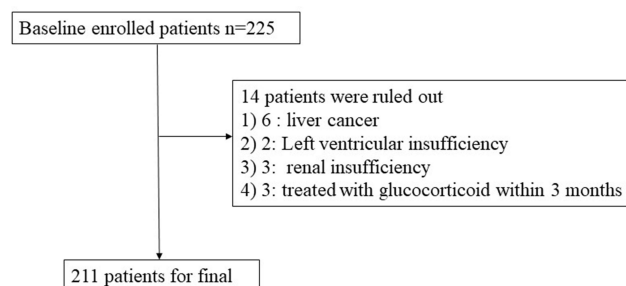 Baseline enrolled patients n=225
14 patients were ruled out
1) 6 : liver cancer
2) 2: Left ventricular insufficiency
3) 3: renal insufficiency
4) 3: treated with glucocorticoid within 3 months
211 patients for final